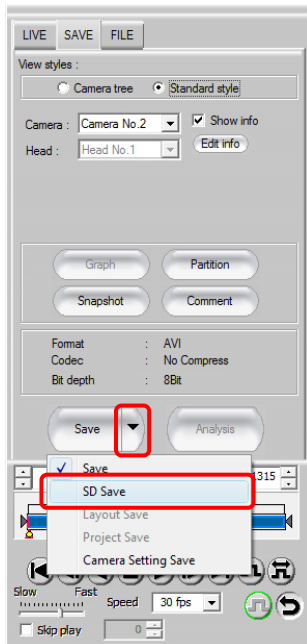 LIVE SAVE FILE
View styles :
Camera tree Standard style
Camera : Camera No.2 Show info
Head : Head No.1 Edit info
Graph Partition
Snapshot Comment
Format : AVI
Codec : No Compress
Bit depth : 8Bit
Save Analysis
Save
SD Save 1315
Layout Save
Project Save
Camera Setting Save
Slow Fast Speed 30 fps
Skip play 0